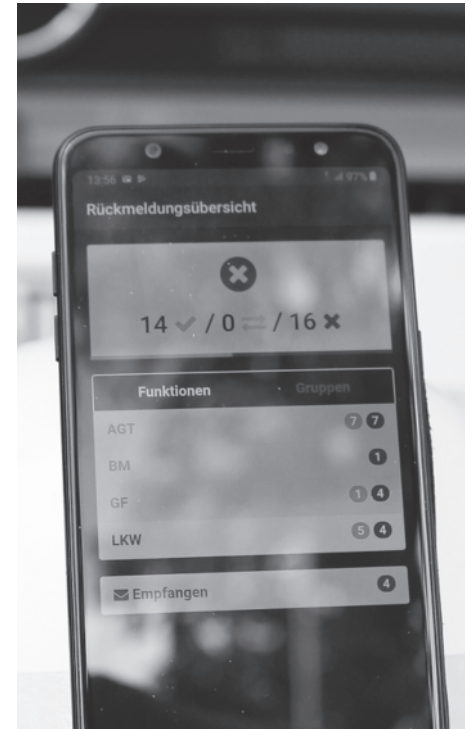 13:56 97%
Rückmeldungsübersicht
14 / 0 / 16
Funktionen Gruppen
AGT 7 7
BM 1
GF 1 4
LKW 5 4
Empfangen 4